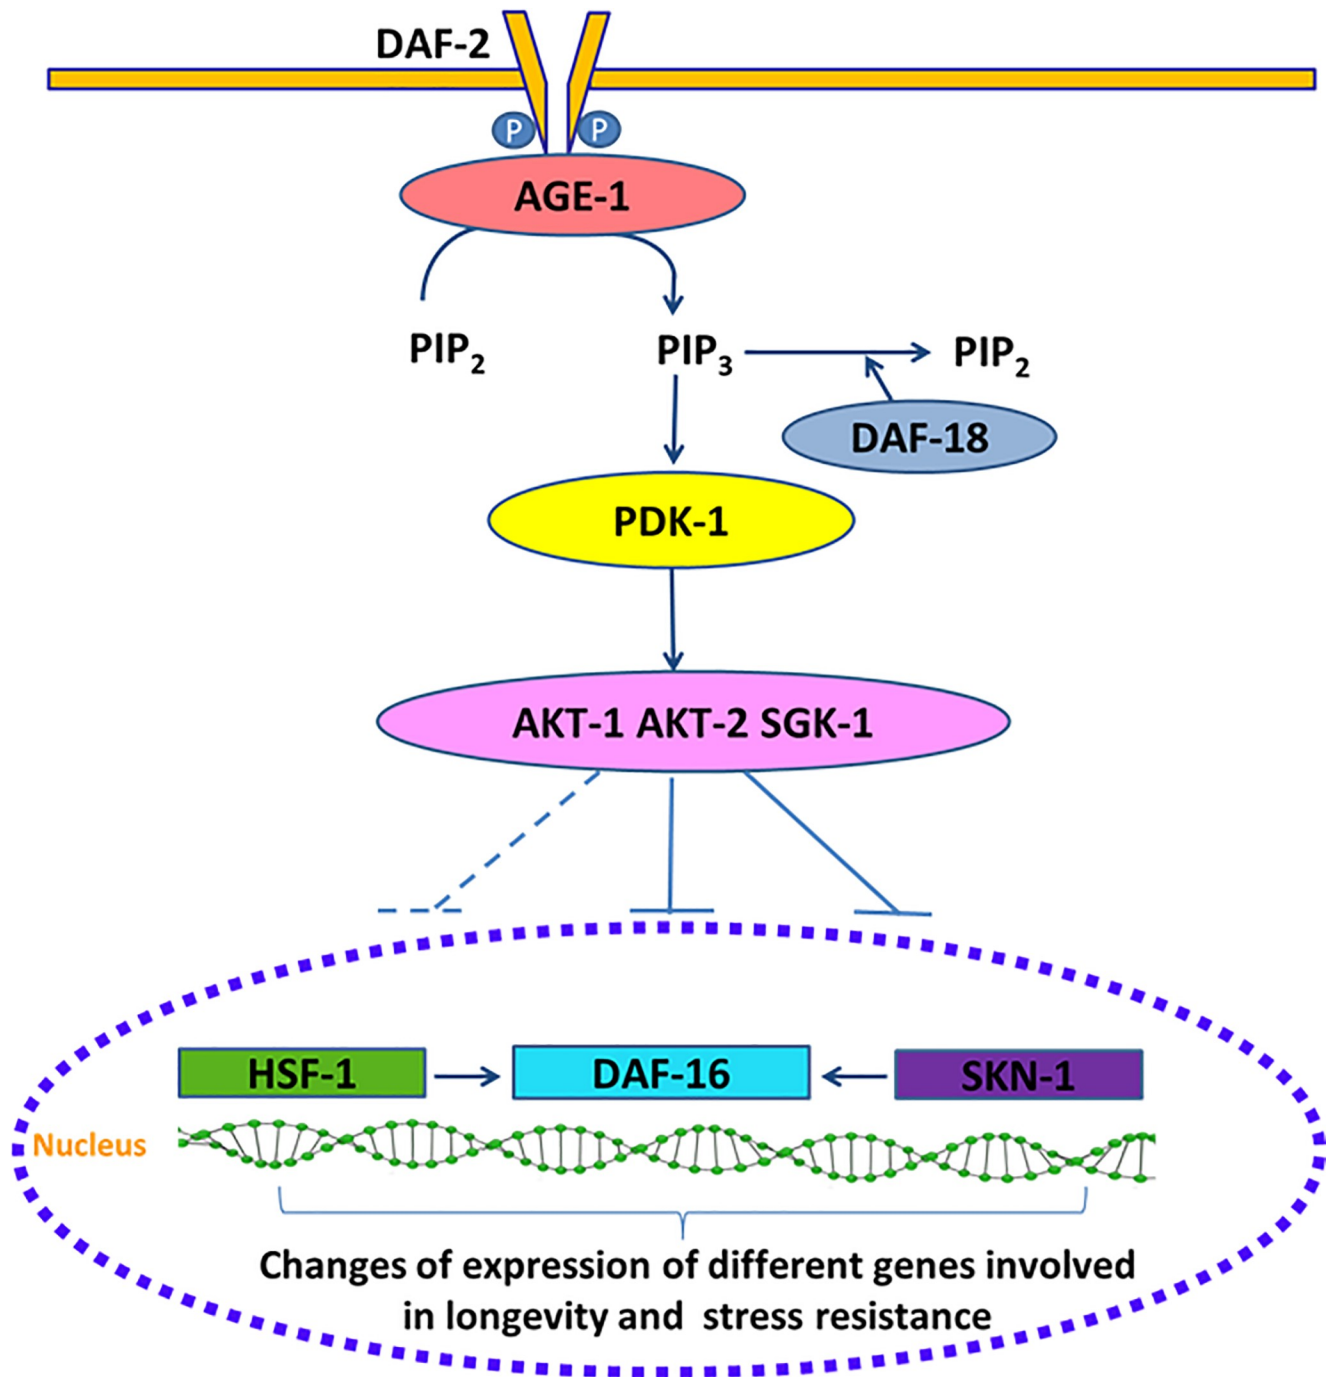 DAF-2
P
P
AGE-1
PIP2
PIP3
PIP2
DAF-18
PDK-1
AKT-1 AKT-2 SGK-1
HSF-1
DAF-16
SKN-1
Nucleus
Changes of expression of different genes involved
in longevity and stress resistance